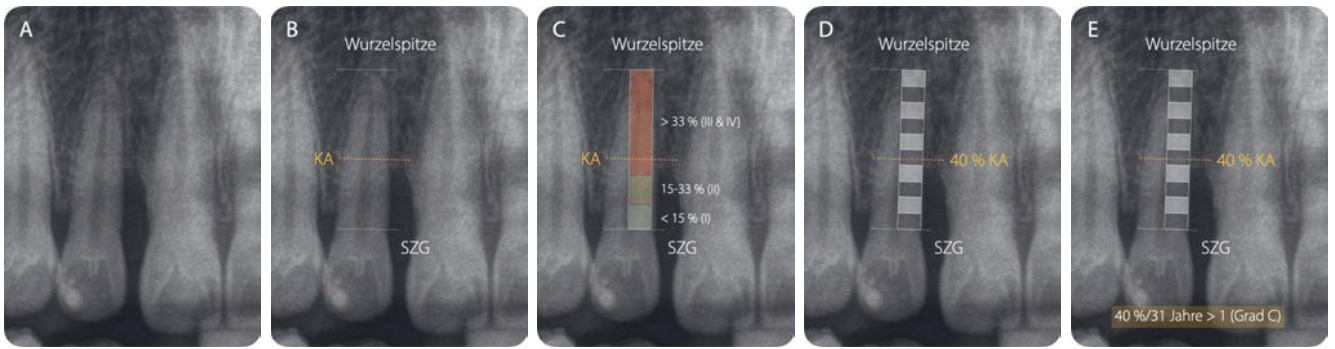 A
B
Wurzelspitze
KA
SZG
C
Wurzelspitze
> 33 % (III & IV)
KA
15-33 % (II)
< 15 % (I)
SZG
D
Wurzelspitze
40 % KA
SZG
E
Wurzelspitze
40 % KA
SZG
40 %/31 Jahre > 1 (Grad C)